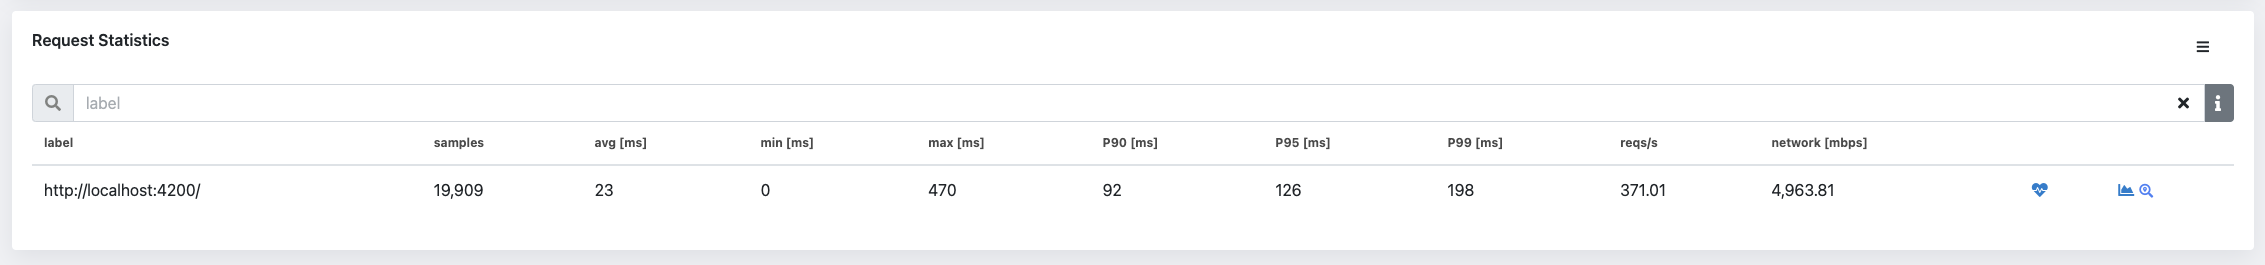 Request Statistics
label
label samples avg [ms] min [ms] max [ms] P90 [ms] P95 [ms] P99 [ms] reqs/s network [mbps]
http://localhost:4200/ 19,909 23 0 470 92 126 198 371.01 4,963.81